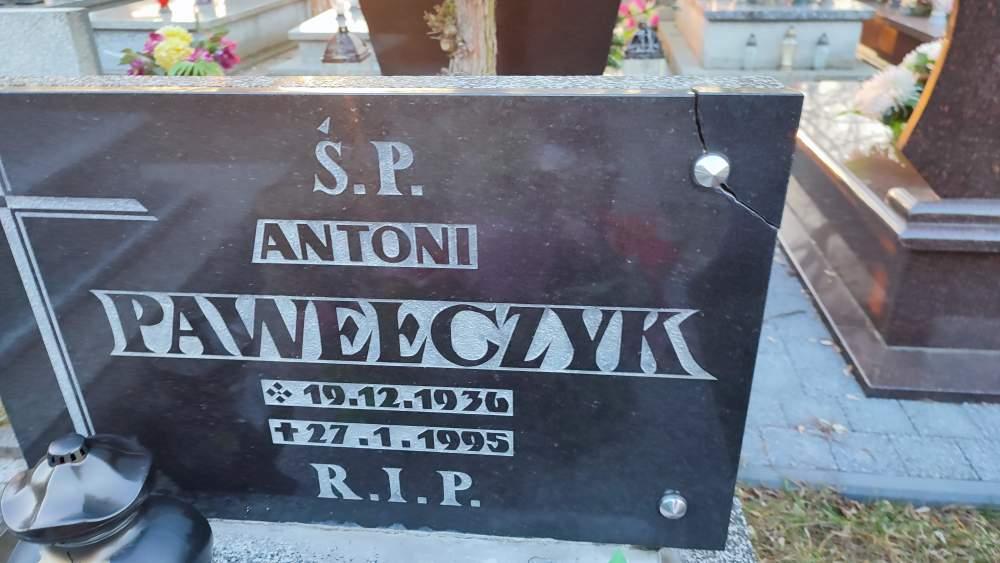 Ś.P.
ANTONI
PAWEŁCZYK
❖ 19.12.1936
✝ 27.1.1995
R.I.P.